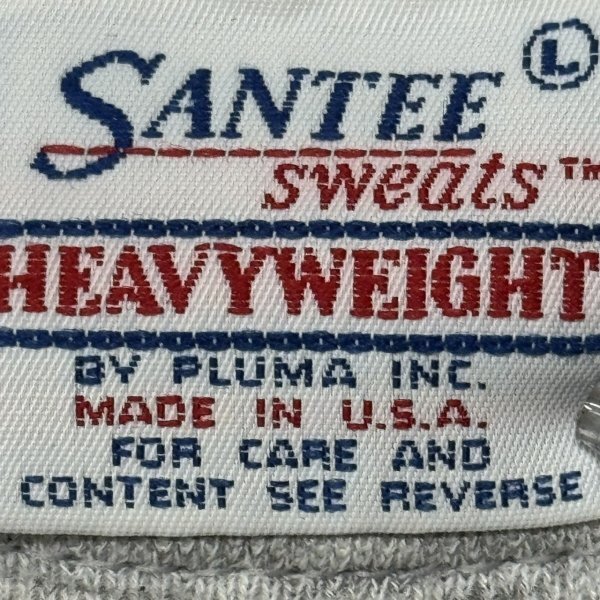 SANTEE L
sweats™
HEAVYWEIGHT
BY PLUMA INC.
MADE IN U.S.A.
FOR CARE AND
CONTENT SEE REVERSE